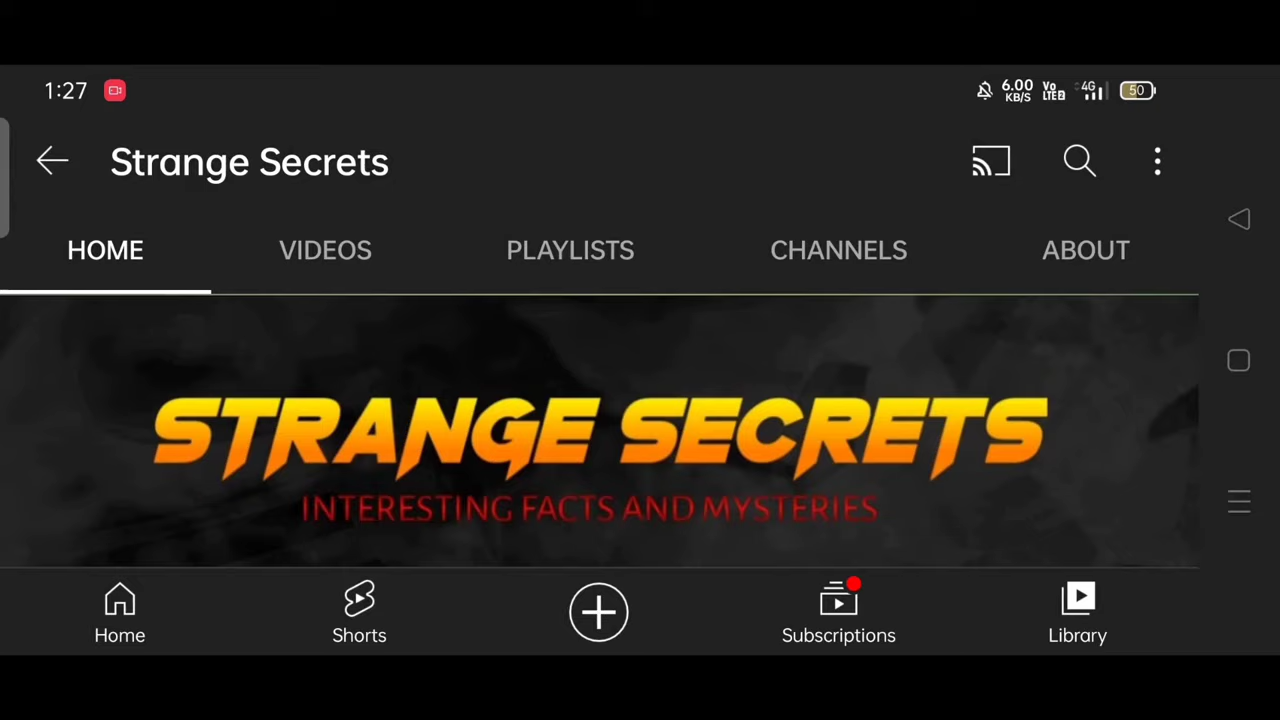 1:27 6.00 KB/S Vo LTE2 4G 50
Strange Secrets
HOME VIDEOS PLAYLISTS CHANNELS ABOUT
STRANGE SECRETS
INTERESTING FACTS AND MYSTERIES
Home Shorts Subscriptions Library